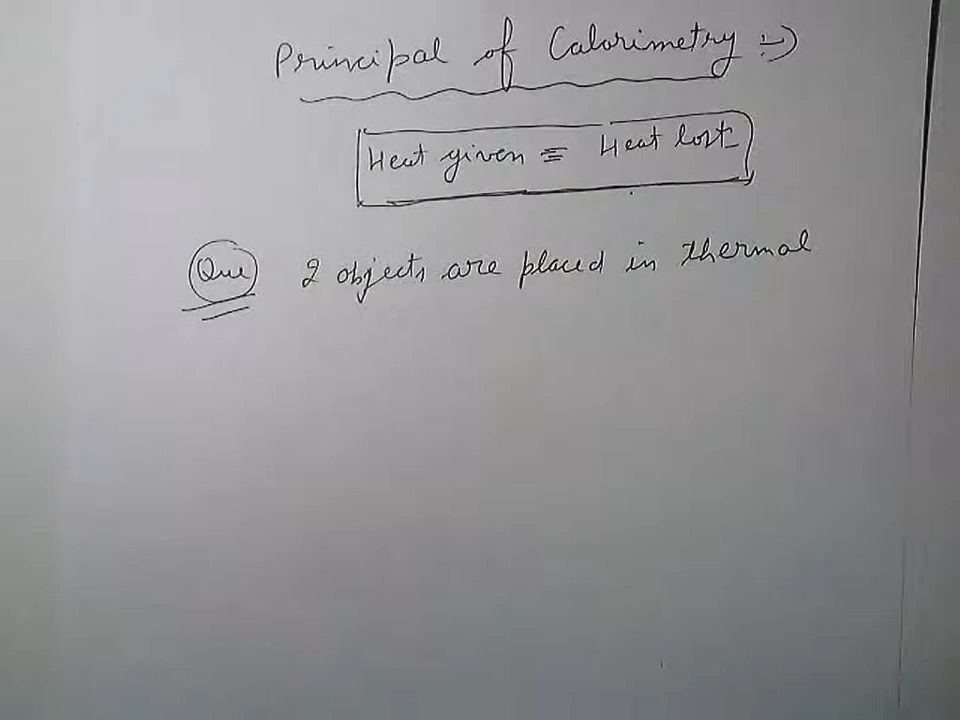 Principal of Calorimetry :-)
Heat given = Heat lost
Que 2 objects are placed in thermal